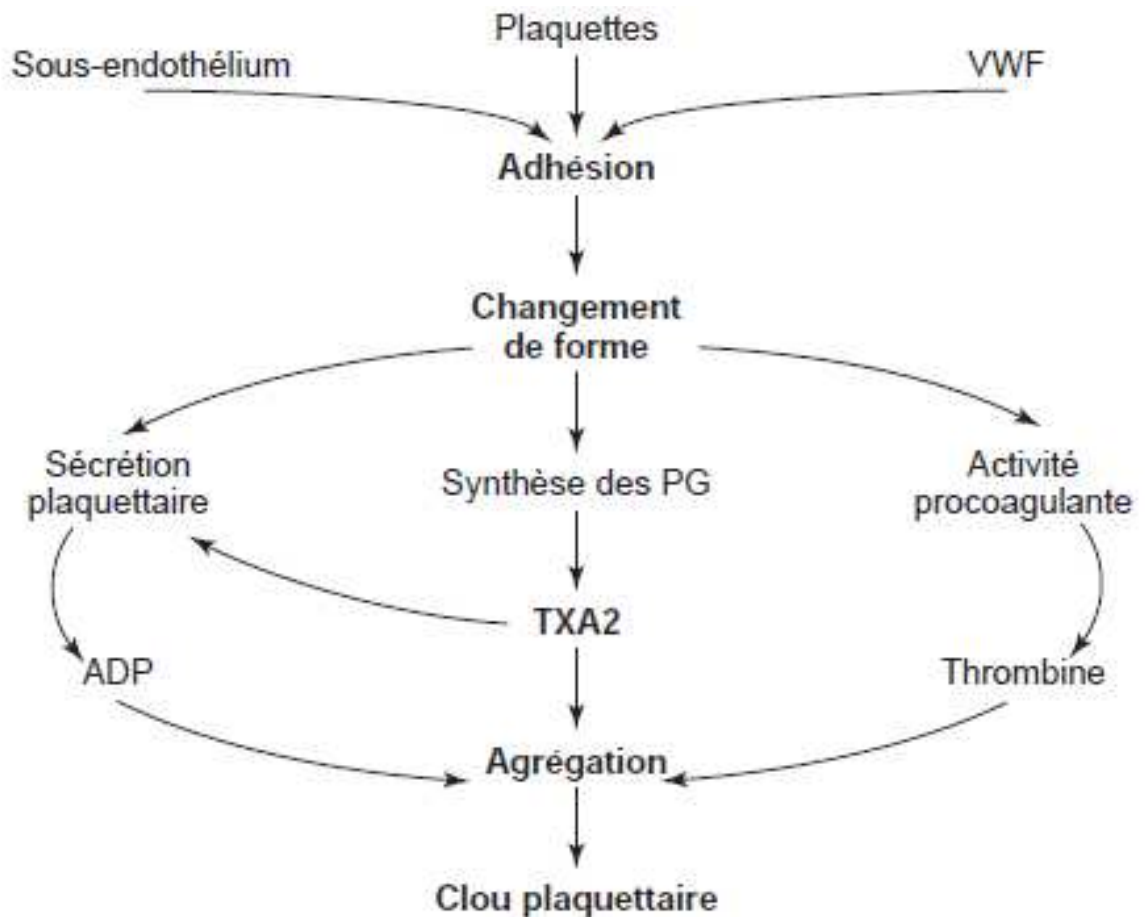 Plaquettes
Sous-endothélium
VWF
Adhésion
Changement
de forme
Sécrétion
plaquettaire
Synthèse des PG
Activité
procoagulante
TXA2
ADP
Thrombine
Agrégation
Clou plaquettaire